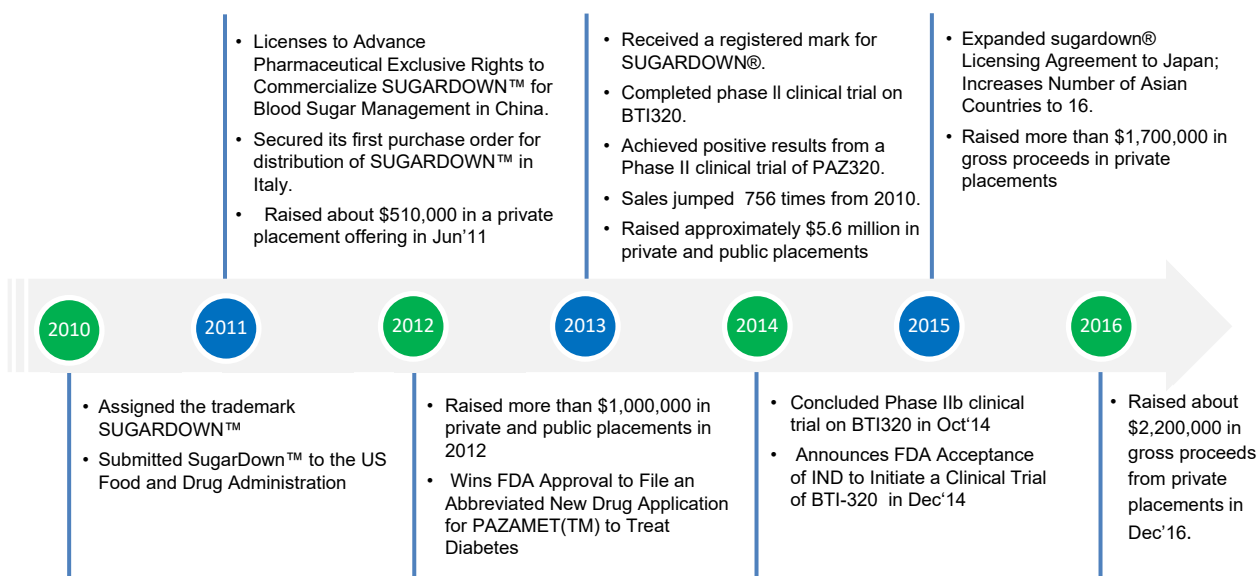 • Licenses to Advance
Pharmaceutical Exclusive Rights to
Commercialize SUGARDOWN™ for
Blood Sugar Management in China.
• Secured its first purchase order for
distribution of SUGARDOWN™ in
Italy.
• Raised about $510,000 in a private
placement offering in Jun’11
• Received a registered mark for
SUGARDOWN®.
• Completed phase II clinical trial on
BTI320.
• Achieved positive results from a
Phase II clinical trial of PAZ320.
• Sales jumped 756 times from 2010.
• Raised approximately $5.6 million in
private and public placements
• Expanded sugardown®
Licensing Agreement to Japan;
Increases Number of Asian
Countries to 16.
• Raised more than $1,700,000 in
gross proceeds in private
placements
2010
2011
2012
2013
2014
2015
2016
• Assigned the trademark
SUGARDOWN™
• Submitted SugarDown™ to the US
Food and Drug Administration
• Raised more than $1,000,000 in
private and public placements in
2012
• Wins FDA Approval to File an
Abbreviated New Drug Application
for PAZAMET(TM) to Treat
Diabetes
• Concluded Phase IIb clinical
trial on BTI320 in Oct‘14
• Announces FDA Acceptance
of IND to Initiate a Clinical Trial
of BTI-320 in Dec‘14
• Raised about
$2,200,000 in
gross proceeds
from private
placements in
Dec’16.